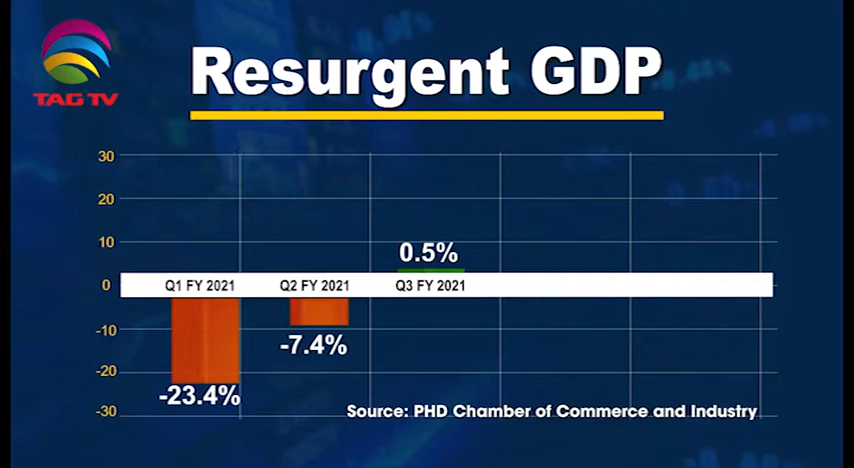 TAG TV
Resurgent GDP
30
20
10
0.5%
0
Q1 FY 2021 Q2 FY 2021 Q3 FY 2021
-10
-7.4%
-20
-23.4%
-30
Source: PHD Chamber of Commerce and Industry